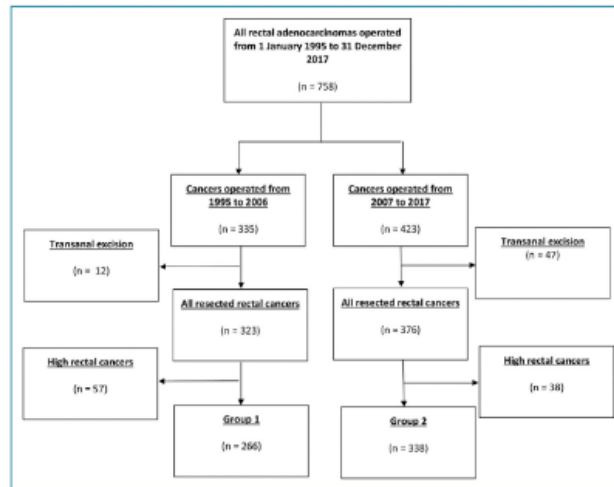 All rectal adenocarcinomas operated
from 1 January 1995 to 31 December
2017
(n = 758)
Cancers operated from
1995 to 2006
(n = 335)
Cancers operated from
2007 to 2017
(n = 423)
Transanal excision
(n = 12)
Transanal excision
(n = 47)
All resected rectal cancers
(n = 323)
All resected rectal cancers
(n = 376)
High rectal cancers
(n = 57)
High rectal cancers
(n = 38)
Group 1
(n = 266)
Group 2
(n = 338)